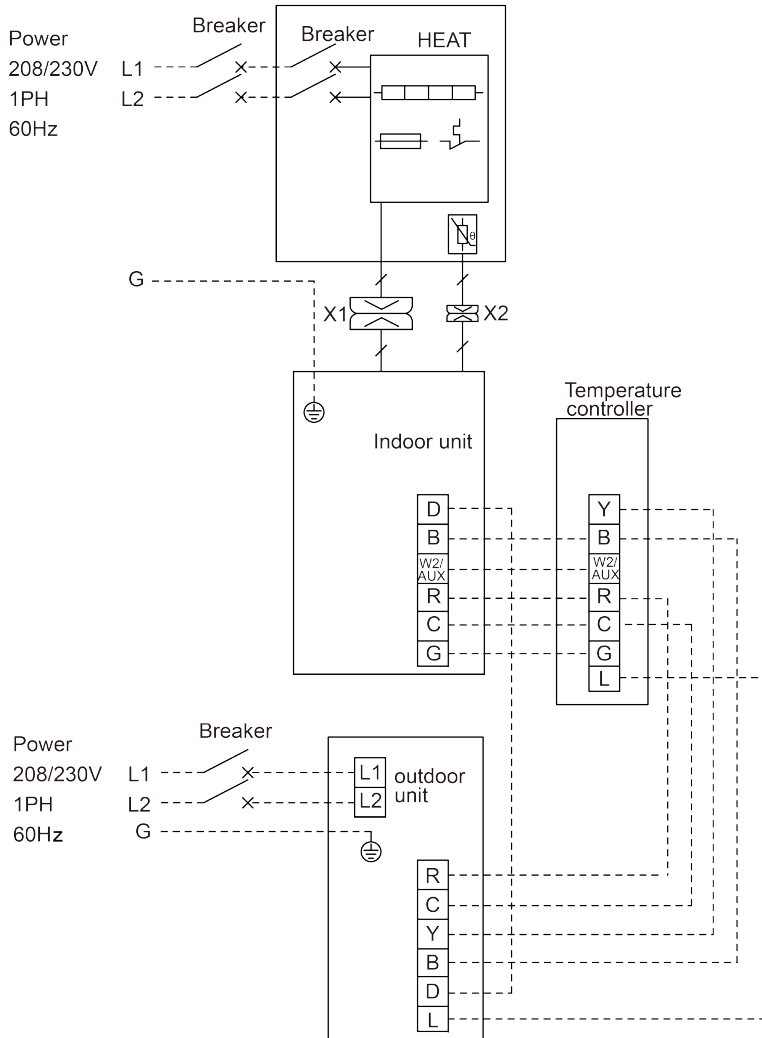 Power
208/230V
1PH
60Hz
L1
L2
Breaker
Breaker
HEAT
θ
G
X1
X2
Indoor unit
D
B
W2/
AUX
R
C
G
Temperature
controller
Y
B
W2/
AUX
R
C
G
L
Power
208/230V
1PH
60Hz
L1
L2
G
Breaker
L1
L2
outdoor
unit
R
C
Y
B
D
L